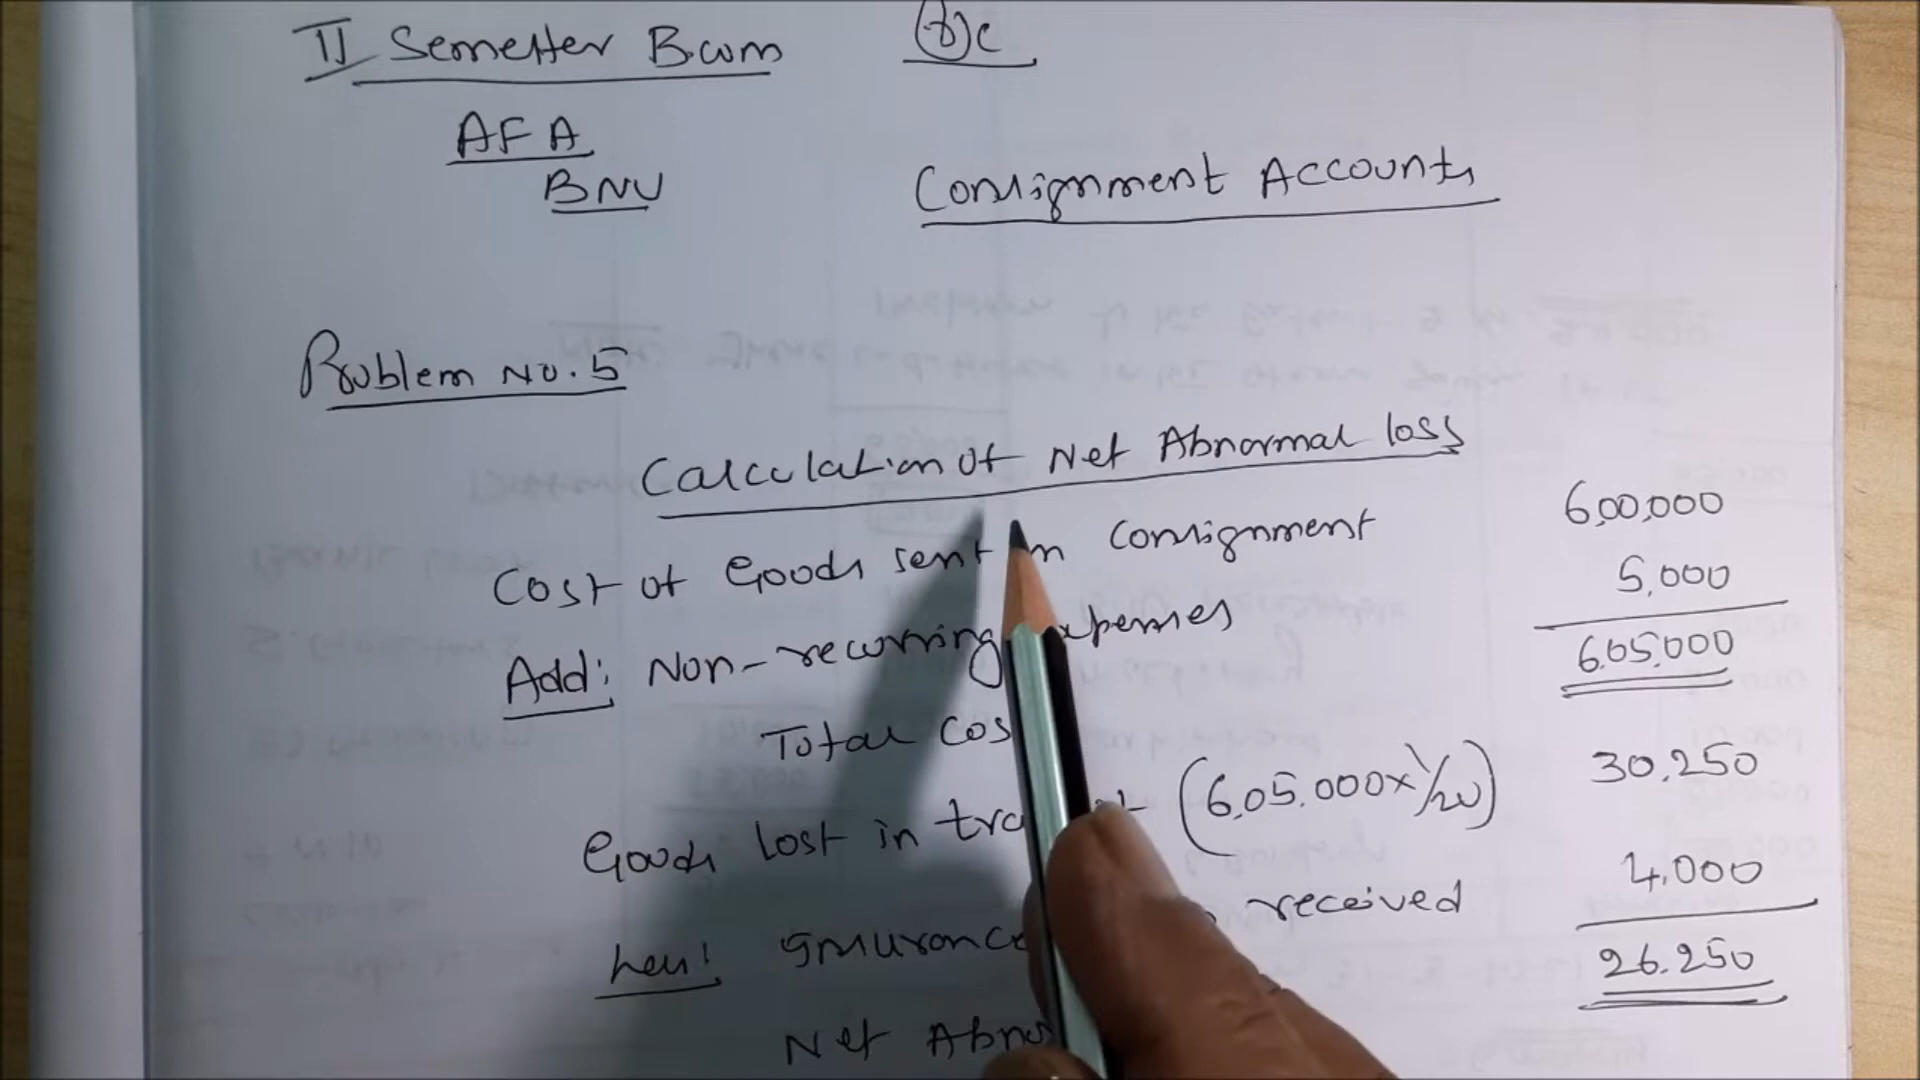 II Semester B.com
AFA
BNU
Consignment Accounts
Problem No. 5
Calculation of Net Abnormal loss
Cost of Goods sent on Consignment 6,00,000
Add: Non-recurring expenses 5,000
Total Cos 6,05,000
Goods lost in tra (6,05,000x1/20) 30,250
Less: Insurance received 4,000
Net Abno 26,250